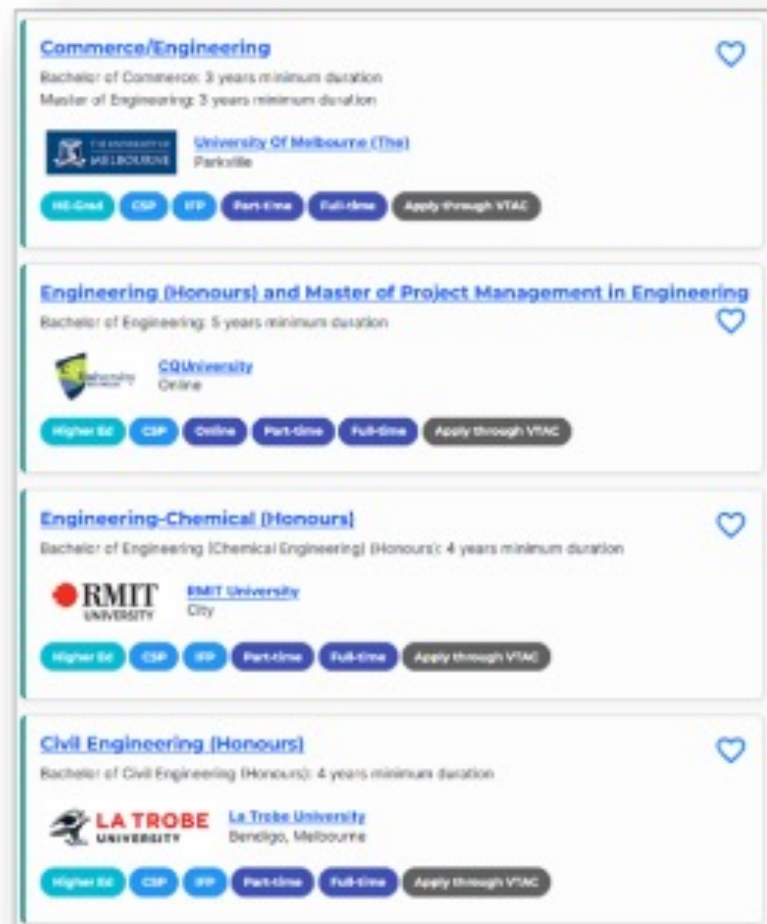 Commerce/Engineering
Bachelor of Commerce: 3 years minimum duration
Master of Engineering: 3 years minimum duration
THE UNIVERSITY OF
MELBOURNE
University Of Melbourne (The)
Parkville
HE-Grad CSP IFP Part-time Full-time Apply through VTAC
Engineering (Honours) and Master of Project Management in Engineering
Bachelor of Engineering: 5 years minimum duration
CQUniversity
Online
Higher Ed CSP Online Part-time Full-time Apply through VTAC
Engineering-Chemical (Honours)
Bachelor of Engineering (Chemical Engineering) (Honours): 4 years minimum duration
RMIT
UNIVERSITY
RMIT University
City
Higher Ed CSP IFP Part-time Full-time Apply through VTAC
Civil Engineering (Honours)
Bachelor of Civil Engineering (Honours): 4 years minimum duration
LA TROBE
UNIVERSITY
La Trobe University
Bendigo, Melbourne
Higher Ed CSP IFP Part-time Full-time Apply through VTAC